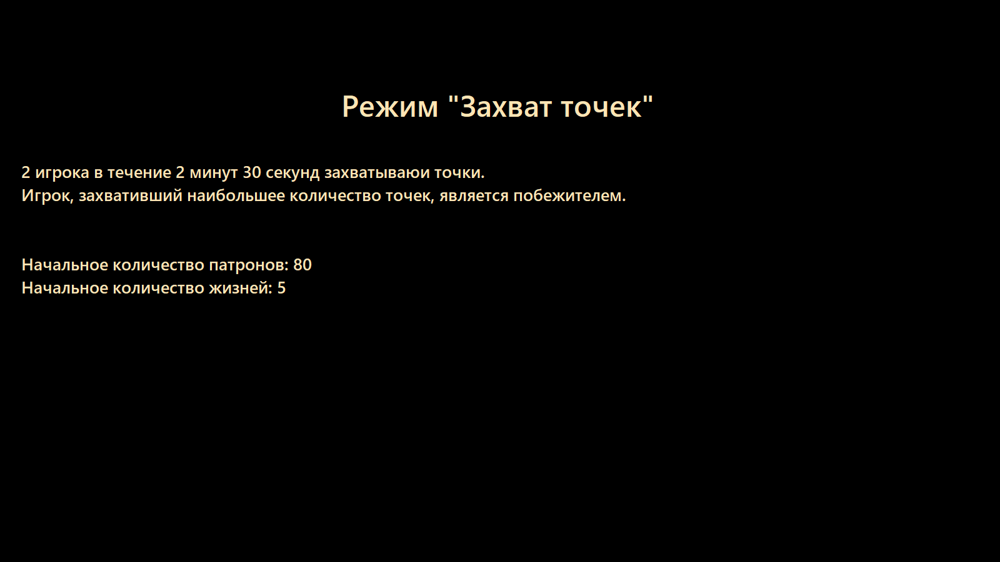 Режим "Захват точек"
2 игрока в течение 2 минут 30 секунд захватываюи точки.
Игрок, захвативший наибольшее количество точек, является побежителем.
Начальное количество патронов: 80
Начальное количество жизней: 5